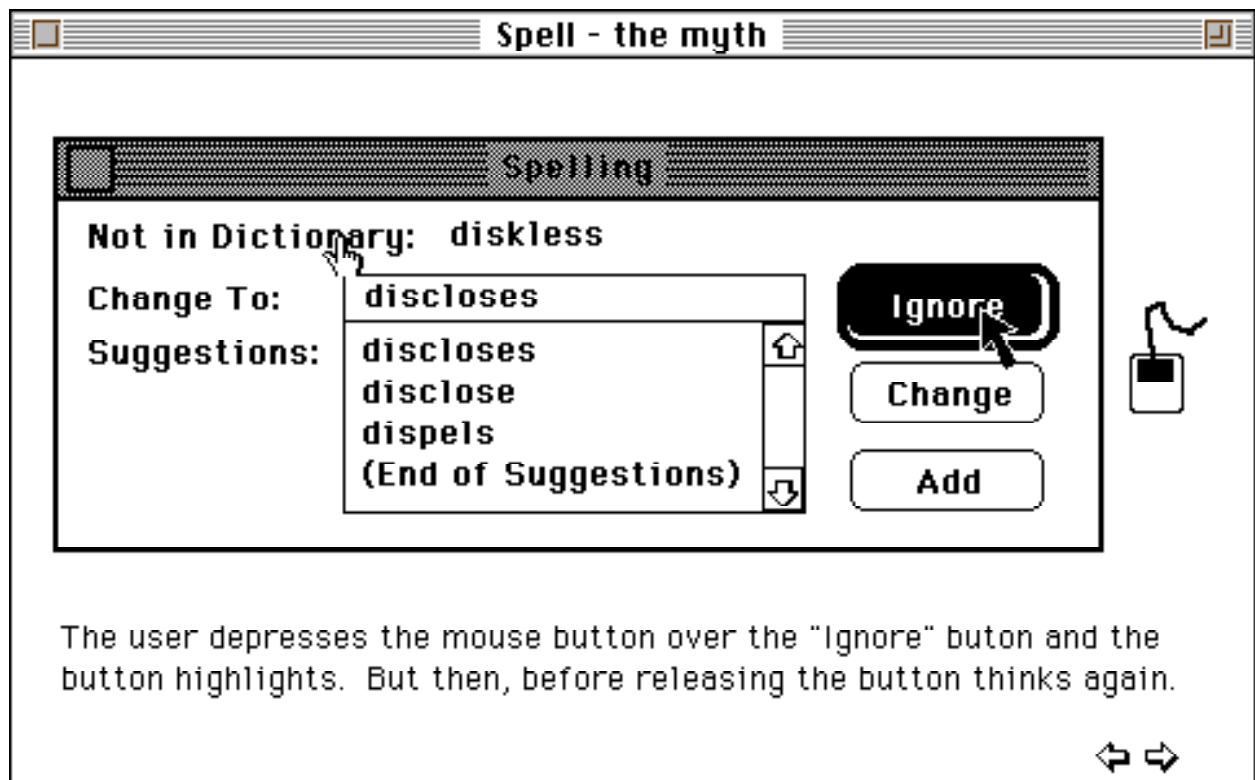 Spell - the myth
Spelling
Not in Dictionary: diskless
Change To: discloses
Suggestions: discloses
disclose
dispels
(End of Suggestions)
Ignore
Change
Add
The user depresses the mouse button over the "Ignore" buton and the
button highlights. But then, before releasing the button thinks again.